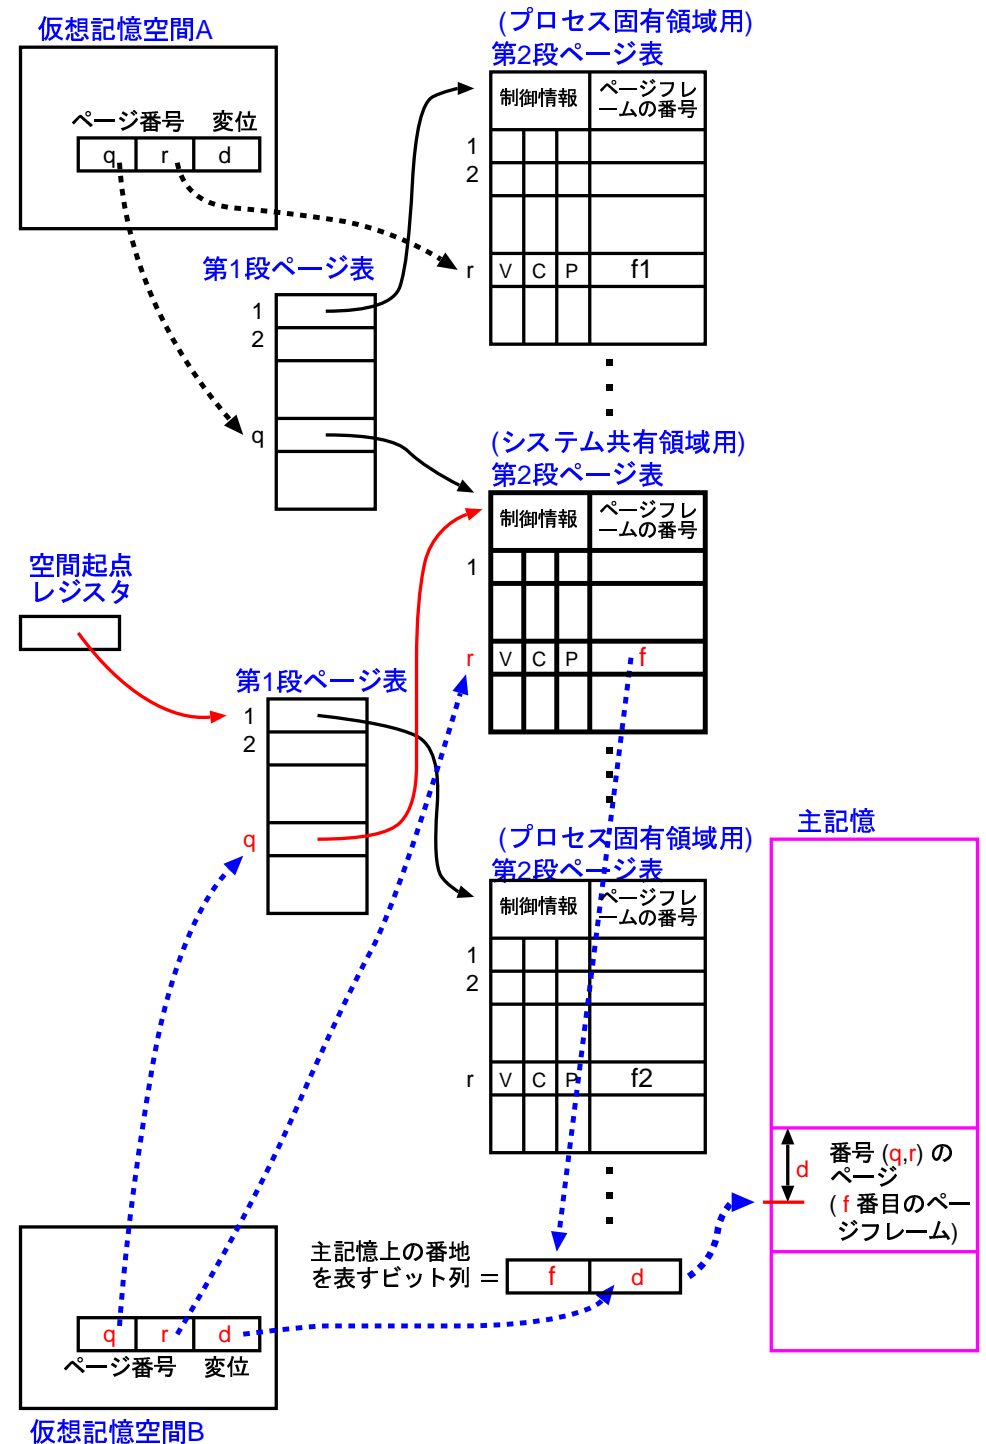 仮想記憶空間A
ページ番号 変位
q r d
(プロセス固有領域用)
第2段ページ表
制御情報 ページフレ
ームの番号
1
2
r V C P f1
第1段ページ表
1
2
q
(システム共有領域用)
第2段ページ表
制御情報 ページフレ
ームの番号
1
r V C P f
空間起点
レジスタ
第1段ページ表
1
2
q
(プロセス固有領域用)
第2段ページ表
制御情報 ページフレ
ームの番号
1
2
r V C P f2
主記憶
d
番号 (q,r) の
ページ
( f 番目のペー
ジフレーム)
主記憶上の番地
を表すビット列 =
f d
q r d
ページ番号 変位
仮想記憶空間B